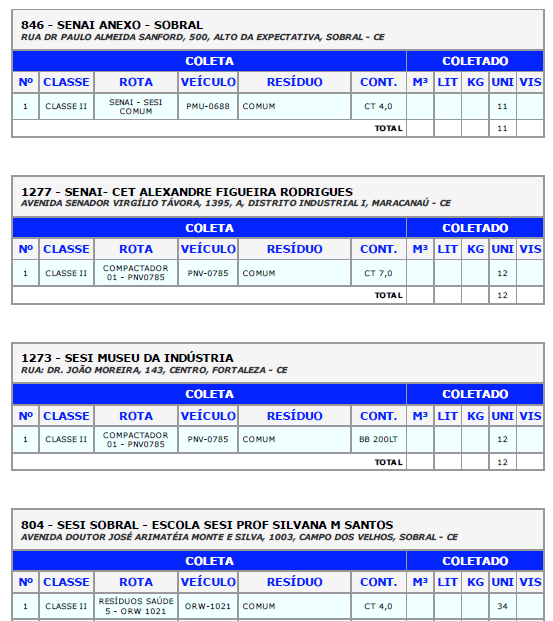 846 - SENAI ANEXO - SOBRAL
RUA DR PAULO ALMEIDA SANFORD, 500, ALTO DA EXPECTATIVA, SOBRAL - CE
COLETA COLETADO
Nº CLASSE ROTA VEÍCULO RESÍDUO CONT. M³ LIT KG UNI VIS
1 CLASSE II SENAI - SESI COMUM PMU-0688 COMUM CT 4,0 11
TOTAL 11
1277 - SENAI- CET ALEXANDRE FIGUEIRA RODRIGUES
AVENIDA SENADOR VIRGÍLIO TÁVORA, 1395, A, DISTRITO INDUSTRIAL I, MARACANAÚ - CE
COLETA COLETADO
Nº CLASSE ROTA VEÍCULO RESÍDUO CONT. M³ LIT KG UNI VIS
1 CLASSE II COMPACTADOR 01 - PNV0785 PNV-0785 COMUM CT 7,0 12
TOTAL 12
1273 - SESI MUSEU DA INDÚSTRIA
RUA: DR. JOÃO MOREIRA, 143, CENTRO, FORTALEZA - CE
COLETA COLETADO
Nº CLASSE ROTA VEÍCULO RESÍDUO CONT. M³ LIT KG UNI VIS
1 CLASSE II COMPACTADOR 01 - PNV0785 PNV-0785 COMUM BB 200LT 12
TOTAL 12
804 - SESI SOBRAL - ESCOLA SESI PROF SILVANA M SANTOS
AVENIDA DOUTOR JOSÉ ARIMATÉIA MONTE E SILVA, 1003, CAMPO DOS VELHOS, SOBRAL - CE
COLETA COLETADO
Nº CLASSE ROTA VEÍCULO RESÍDUO CONT. M³ LIT KG UNI VIS
1 CLASSE II RESÍDUOS SAÚDE 5 - ORW 1021 ORW-1021 COMUM CT 4,0 34